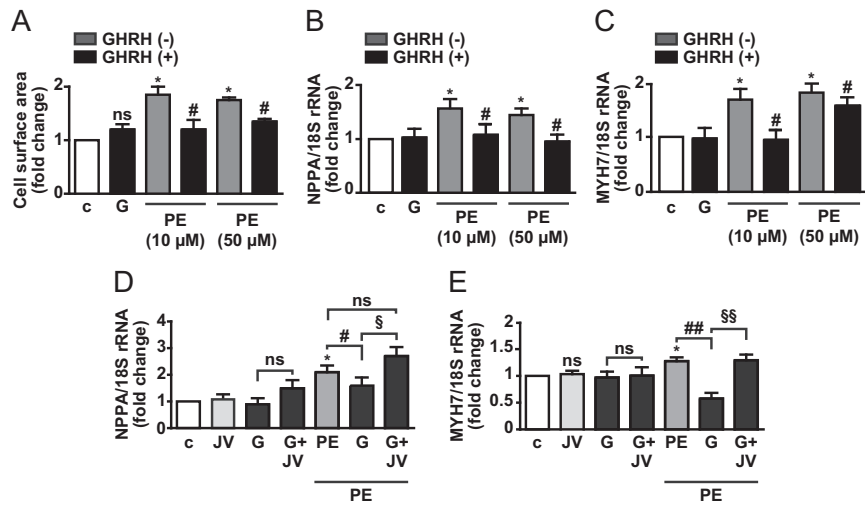 A
GHRH (-)
GHRH (+)
Cell surface area
(fold change)
2
1
0
ns
*
#
*
#
c
G
PE
(10 µM)
PE
(50 µM)
B
GHRH (-)
GHRH (+)
NPPA/18S rRNA
(fold change)
2
1
0
*
#
*
#
c
G
PE
(10 µM)
PE
(50 µM)
C
GHRH (-)
GHRH (+)
MYH7/18S rRNA
(fold change)
2
1
0
*
#
*
#
c
G
PE
(10 µM)
PE
(50 µM)
D
NPPA/18S rRNA
(fold change)
4
3
2
1
0
ns
ns
#
§
*
c
JV
G
G+
JV
PE
G
G+
JV
PE
E
MYH7/18S rRNA
(fold change)
2
1.5
1
0.5
0
ns
ns
##
§§
*
c
JV
G
G+
JV
PE
G
G+
JV
PE